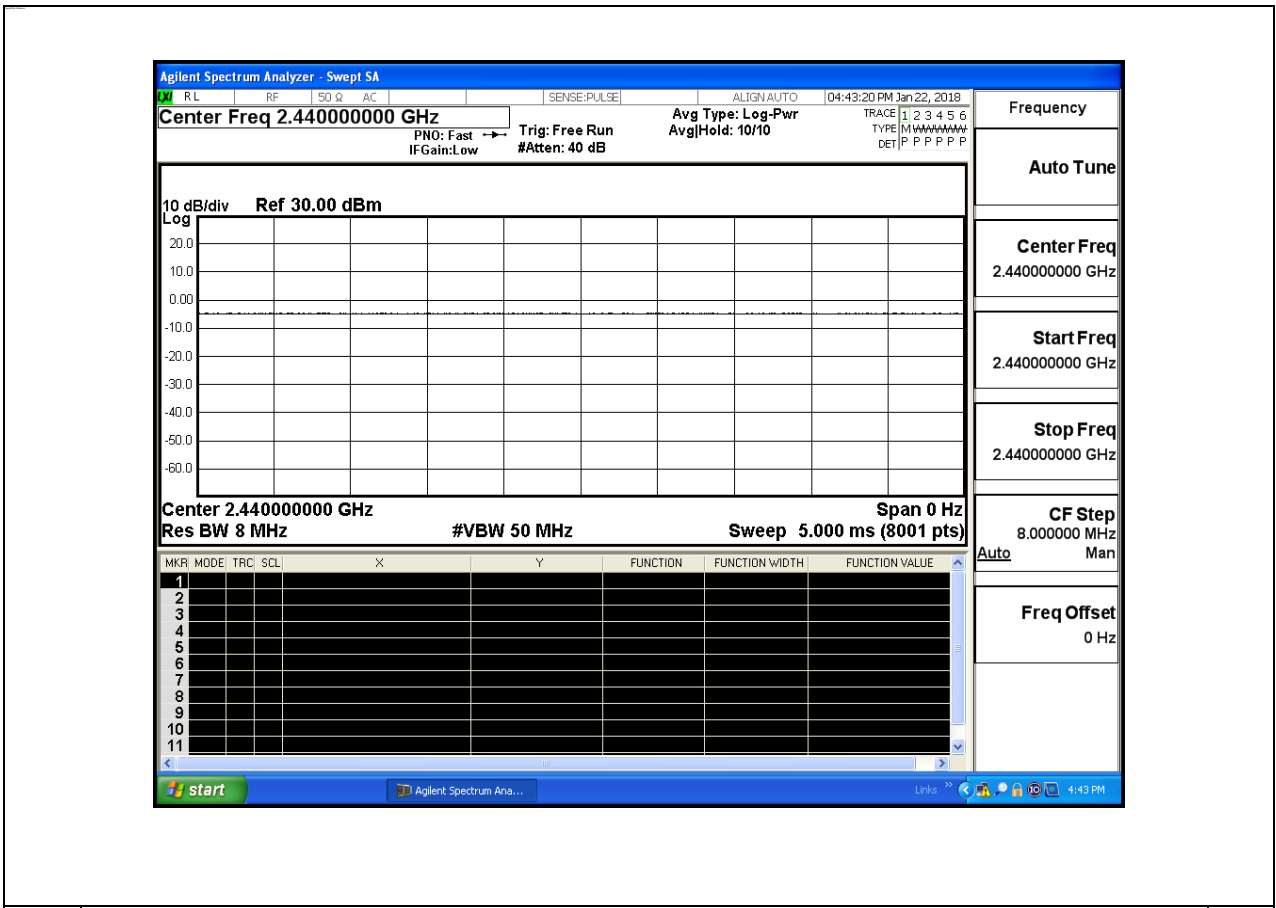 Agilent Spectrum Analyzer - Swept SA
LXI RL RF 50 Ω AC SENSE:PULSE ALIGN AUTO 04:43:20 PM Jan 22, 2018
Center Freq 2.440000000 GHz
PNO: Fast
IFGain:Low
Trig: Free Run
#Atten: 40 dB
Avg Type: Log-Pwr
Avg|Hold: 10/10
TRACE 1 2 3 4 5 6
TYPE M WWWWW
DET P P P P P P
10 dB/div Ref 30.00 dBm
Log
20.0
10.0
0.00
-10.0
-20.0
-30.0
-40.0
-50.0
-60.0
Center 2.440000000 GHz Span 0 Hz
Res BW 8 MHz #VBW 50 MHz Sweep 5.000 ms (8001 pts)
MKR MODE TRC SCL X Y FUNCTION FUNCTION WIDTH FUNCTION VALUE
1
2
3
4
5
6
7
8
9
10
11
Frequency
Auto Tune
Center Freq
2.440000000 GHz
Start Freq
2.440000000 GHz
Stop Freq
2.440000000 GHz
CF Step
8.000000 MHz
Auto Man
Freq Offset
0 Hz
start Agilent Spectrum Ana... Links » 10 4:43 PM